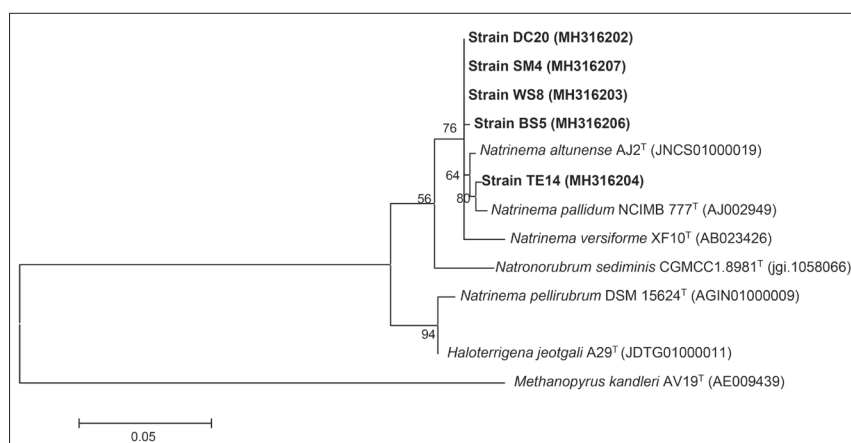 Strain DC20 (MH316202)
Strain SM4 (MH316207)
Strain WS8 (MH316203)
Strain BS5 (MH316206)
76
Natrinema altunense AJ2ᵀ (JNCS01000019)
64
Strain TE14 (MH316204)
80
56
Natrinema pallidum NCIMB 777ᵀ (AJ002949)
Natrinema versiforme XF10ᵀ (AB023426)
Natronorubrum sediminis CGMCC1.8981ᵀ (jgi.1058066)
Natrinema pellirubrum DSM 15624ᵀ (AGIN01000009)
94
Haloterrigena jeotgali A29ᵀ (JDTG01000011)
Methanopyrus kandleri AV19ᵀ (AE009439)
0.05